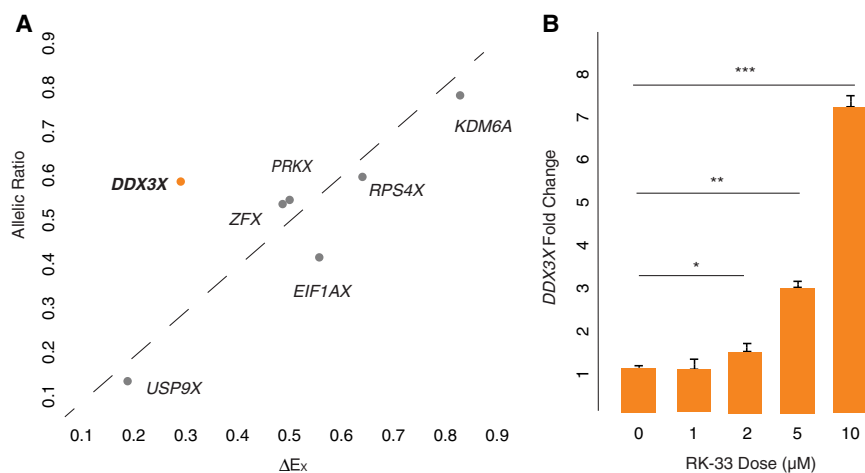 A
Allelic Ratio
0.9
0.8
0.7
0.6
0.5
0.4
0.3
0.2
0.1
DDX3X
PRKX
ZFX
KDM6A
RPS4X
EIF1AX
USP9X
0.1 0.2 0.3 0.4 0.5 0.6 0.7 0.8 0.9
ΔEx
B
DDX3X Fold Change
8
7
6
5
4
3
2
1
***
**
*
0 1 2 5 10
RK-33 Dose (µM)